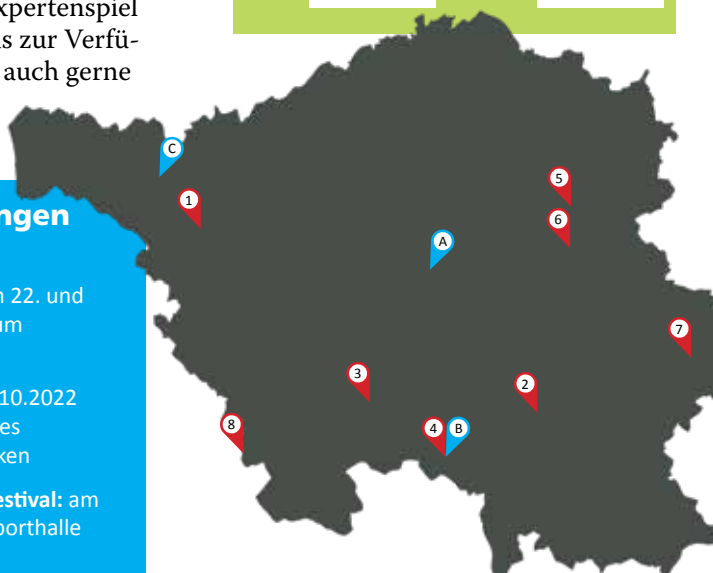 xpertenspiel
s zur Verfü-
auch gerne
ngen
22. und
um
10.2022
es
ken
estival: am
porthalle
C
1
5
6
A
7
3
2
8
4
B